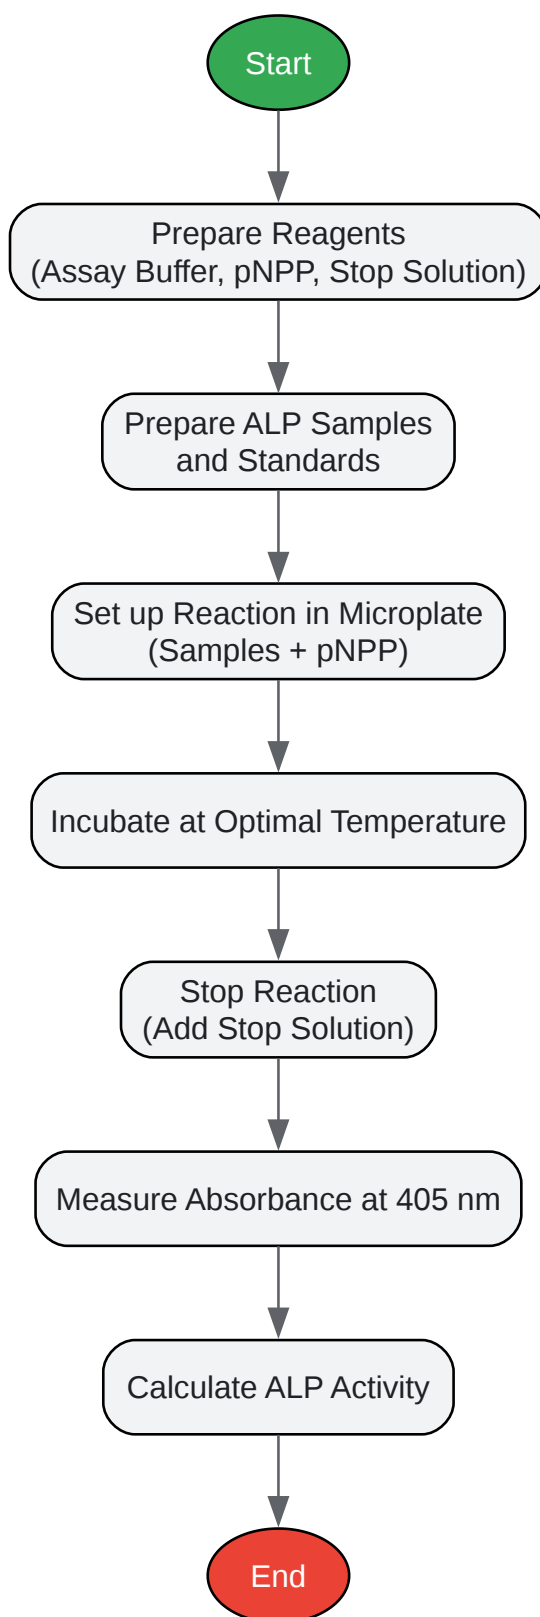 Start
Prepare Reagents
(Assay Buffer, pNPP, Stop Solution)
Prepare ALP Samples
and Standards
Set up Reaction in Microplate
(Samples + pNPP)
Incubate at Optimal Temperature
Stop Reaction
(Add Stop Solution)
Measure Absorbance at 405 nm
Calculate ALP Activity
End